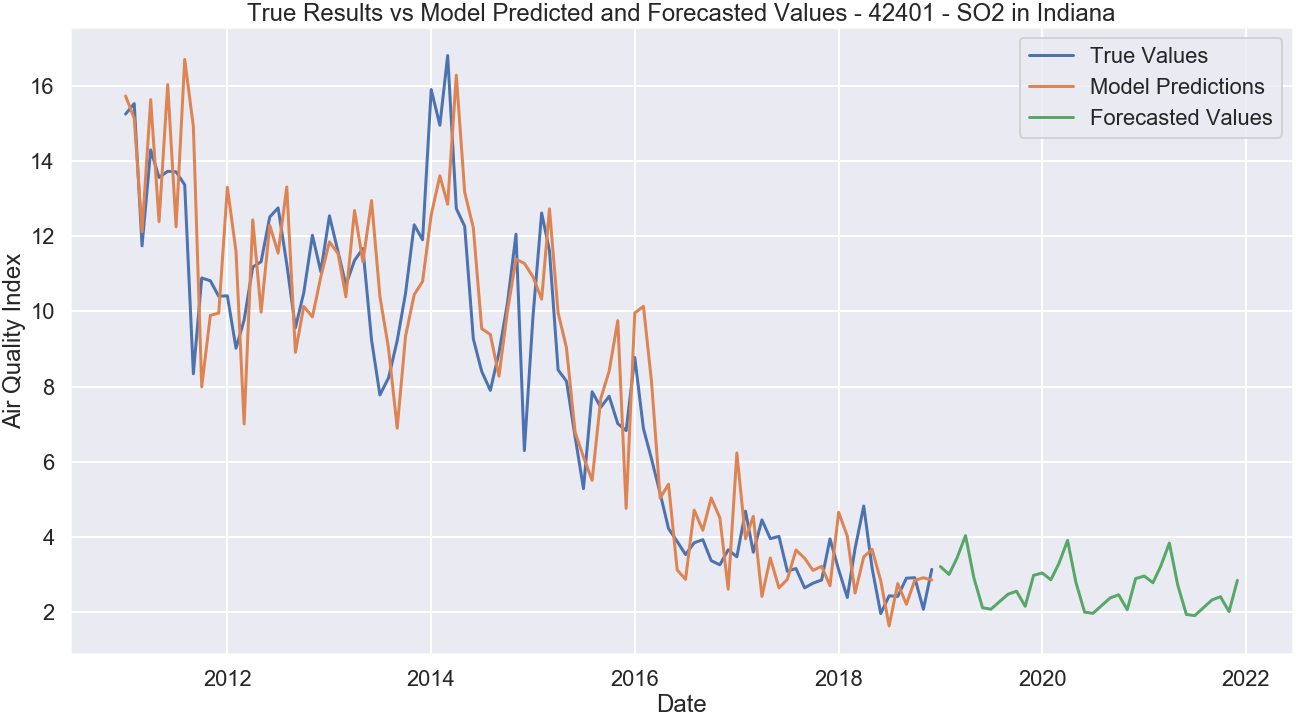 True Results vs Model Predicted and Forecasted Values - 42401 - SO2 in Indiana
True Values
Model Predictions
Forecasted Values
Air Quality Index
16
14
12
10
8
6
4
2
2012 2014 2016 2018 2020 2022
Date